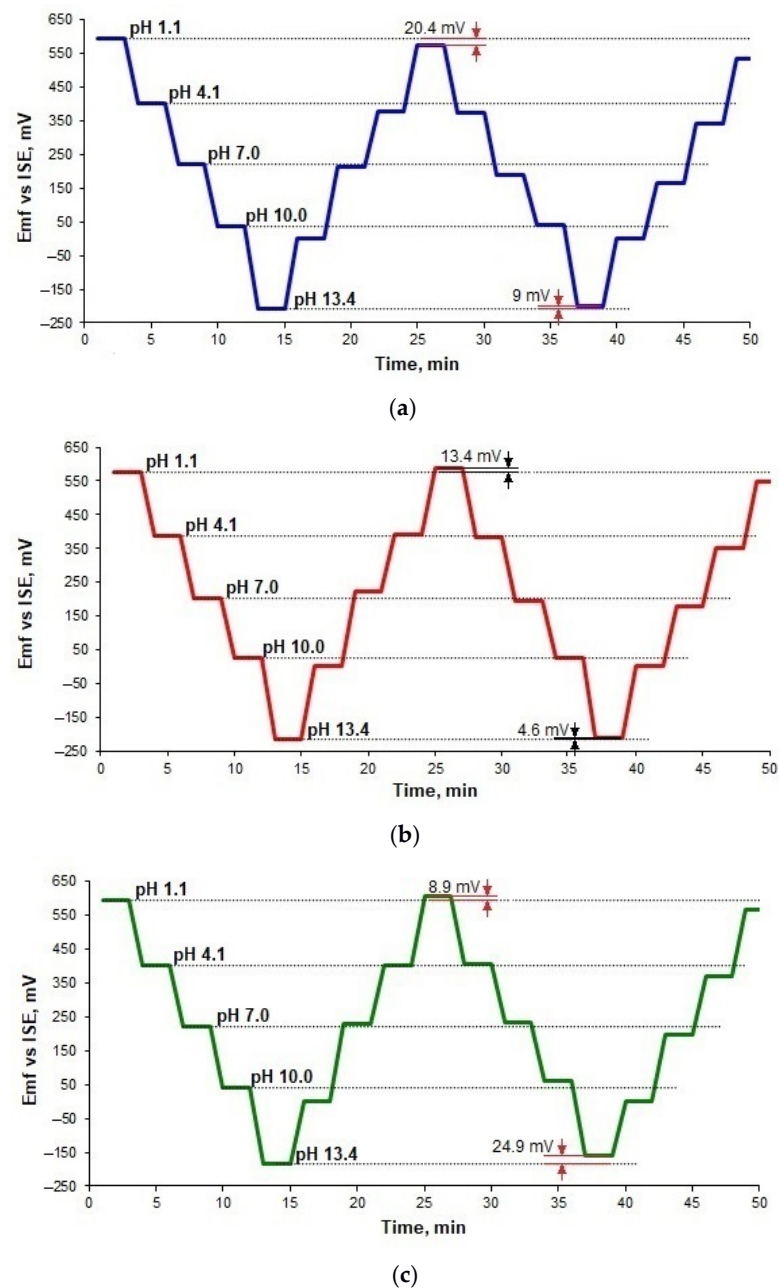 650
550
450
350
250
150
50
−50
−150
−250
Emf vs ISE, mV
pH 1.1
20.4 mV
pH 4.1
pH 7.0
pH 10.0
pH 13.4
9 mV
0 5 10 15 20 25 30 35 40 45 50
Time, min
(a)
650
550
450
350
250
150
50
−50
−150
−250
Emf vs ISE, mV
pH 1.1
13.4 mV
pH 4.1
pH 7.0
pH 10.0
pH 13.4
4.6 mV
0 5 10 15 20 25 30 35 40 45 50
Time, min
(b)
650
550
450
350
250
150
50
−50
−150
−250
Emf vs ISE, mV
pH 1.1
8.9 mV
pH 4.1
pH 7.0
pH 10.0
pH 13.4
24.9 mV
0 5 10 15 20 25 30 35 40 45 50
Time, min
(c)